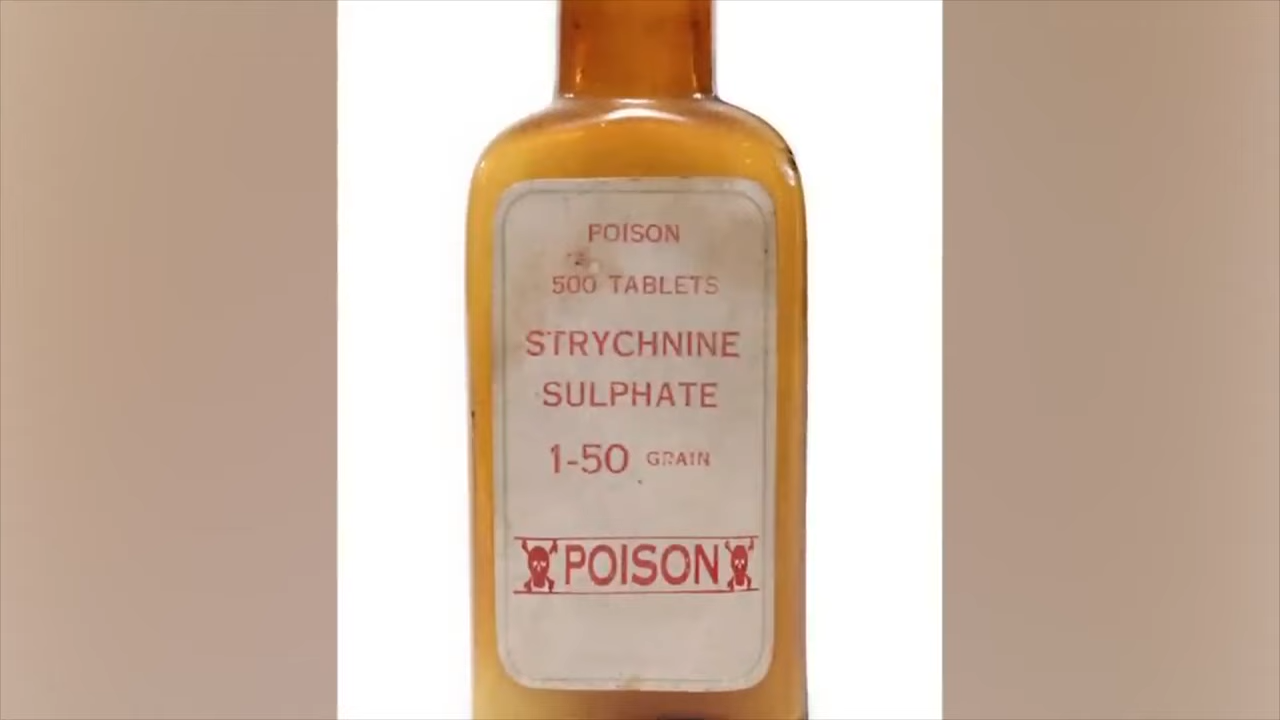 POISON
500 TABLETS
STRYCHNINE
SULPHATE
1-50 GRAIN
POISON